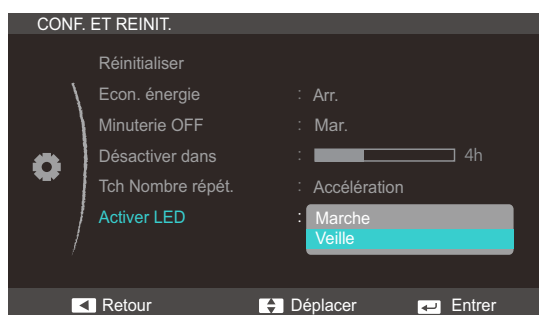 CONF. ET REINIT.
Réinitialiser
Econ. énergie : Arr.
Minuterie OFF : Mar.
Désactiver dans : 4h
Tch Nombre répét. : Accélération
Activer LED : Marche
Veille
Retour Déplacer Entrer